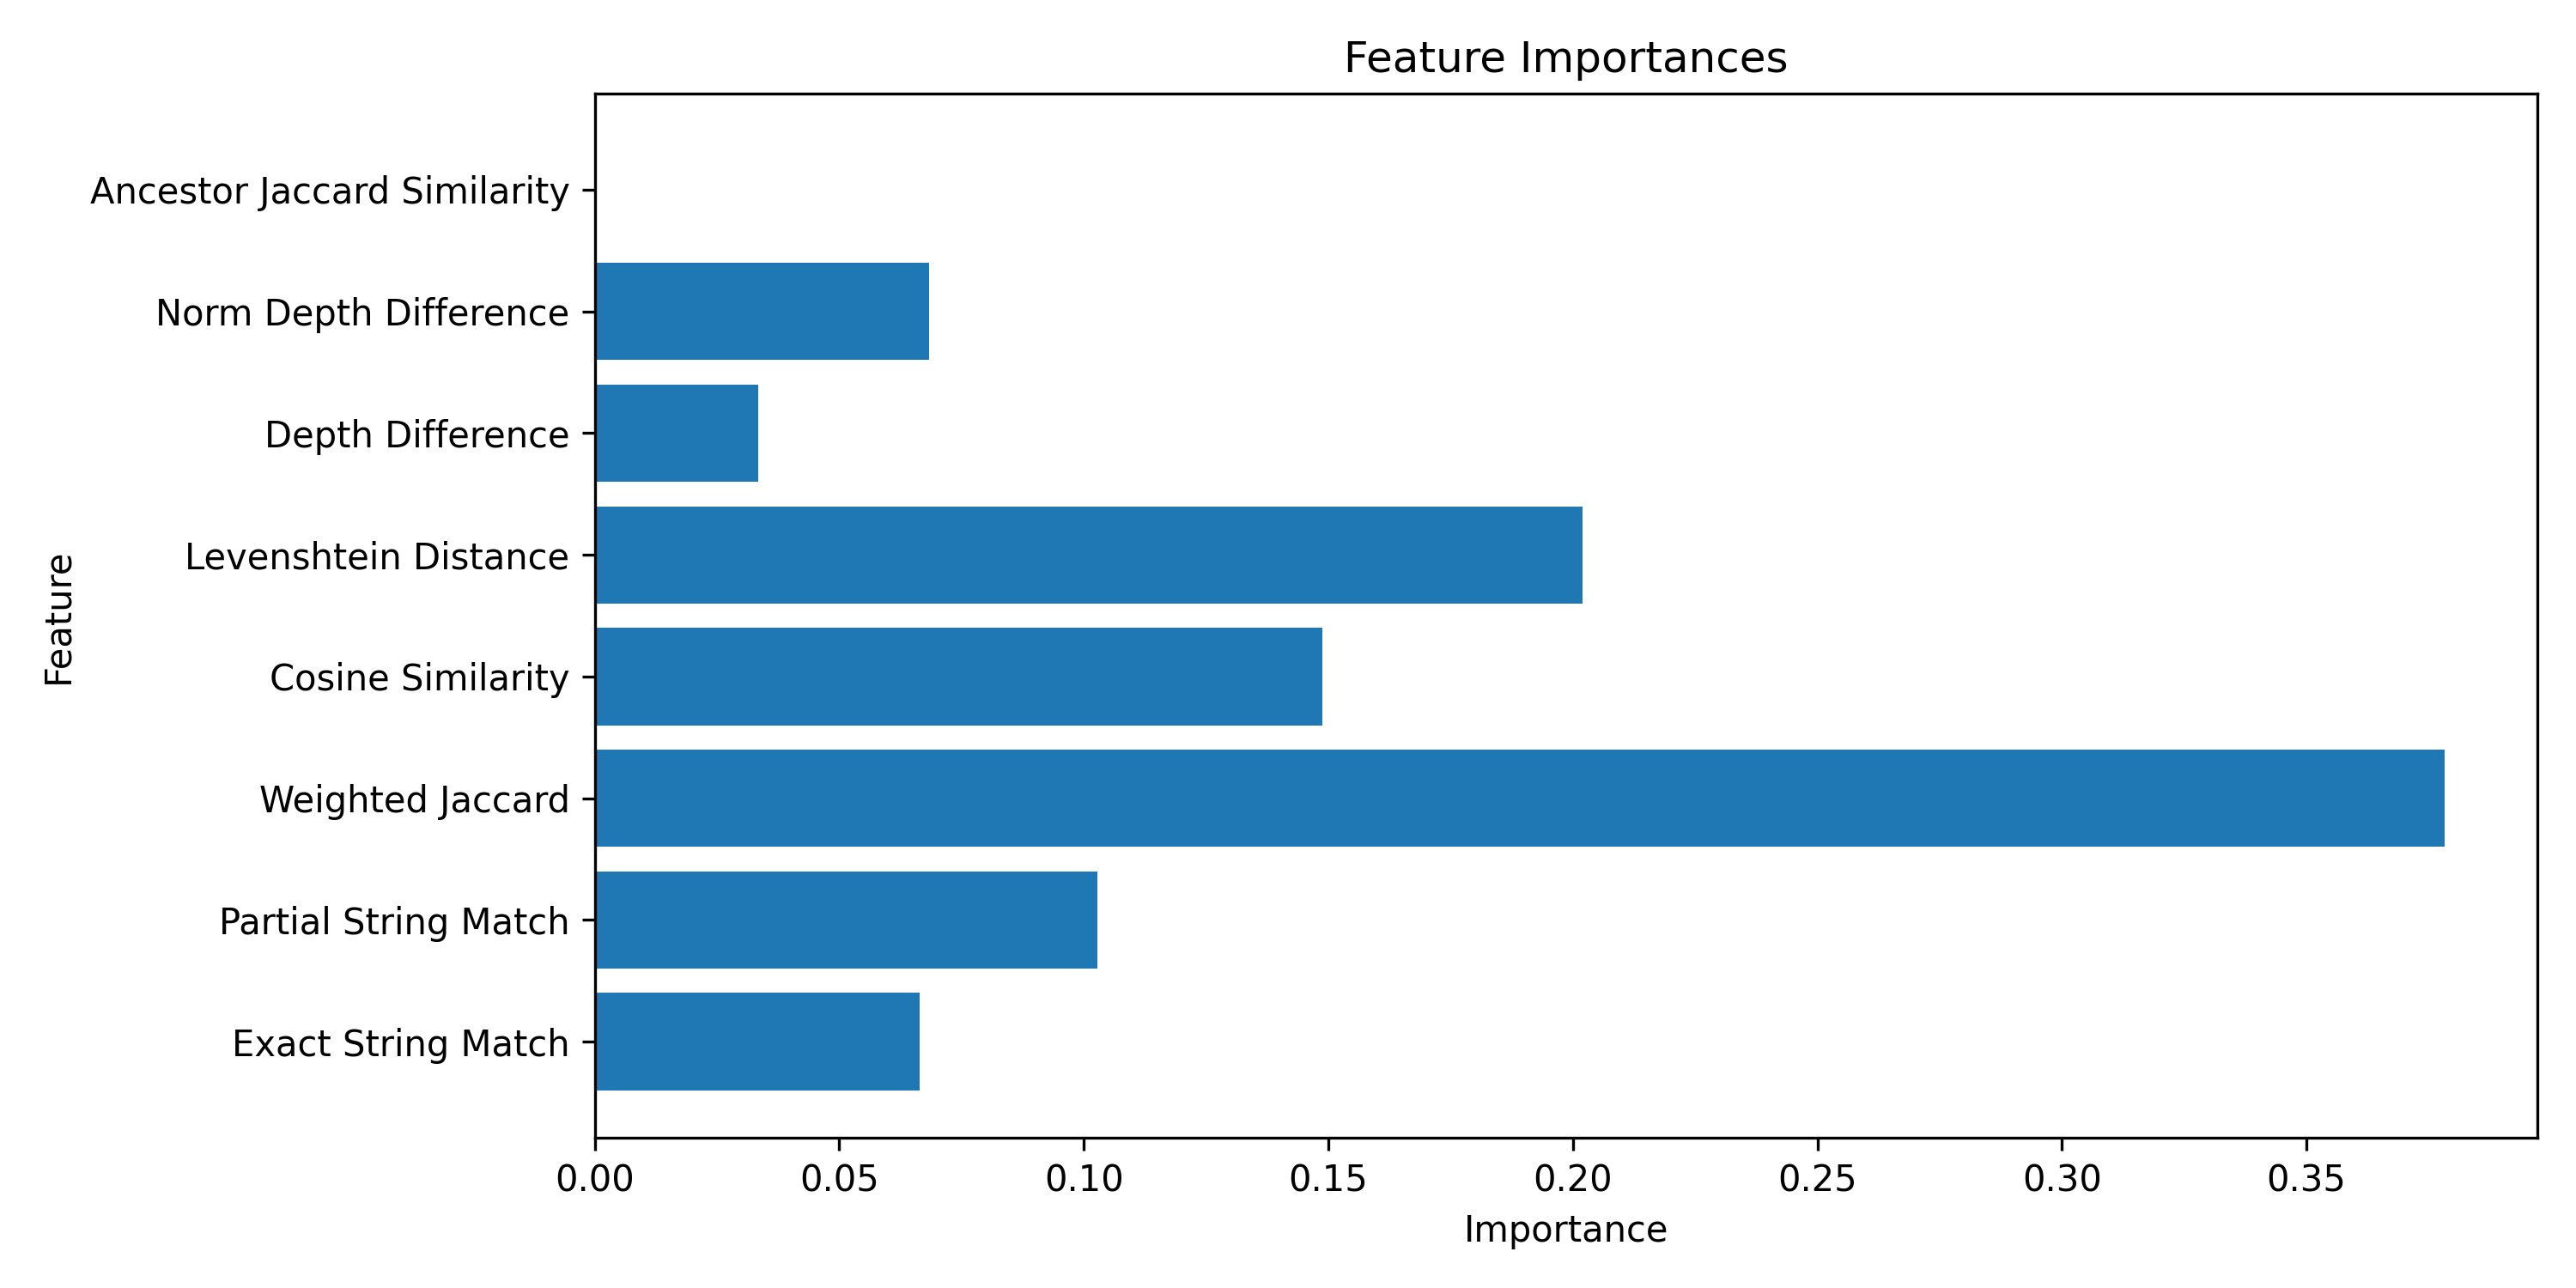 Feature Importances
Feature
Ancestor Jaccard Similarity
Norm Depth Difference
Depth Difference
Levenshtein Distance
Cosine Similarity
Weighted Jaccard
Partial String Match
Exact String Match
0.00 0.05 0.10 0.15 0.20 0.25 0.30 0.35
Importance